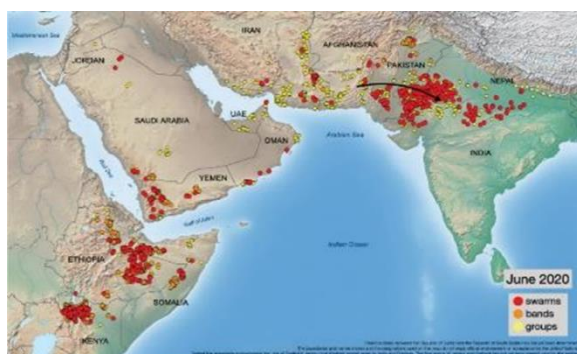 Mediterranean Sea
IRAN
AFGHANISTAN
JORDAN
PAKISTAN
NEPAL
SAUDI ARABIA
UAE
OMAN
Arabian Sea
INDIA
Red Sea
YEMEN
Gulf of Aden
ETHIOPIA
Indian Ocean
SOMALIA
KENYA
June 2020
swarms
bands
groups